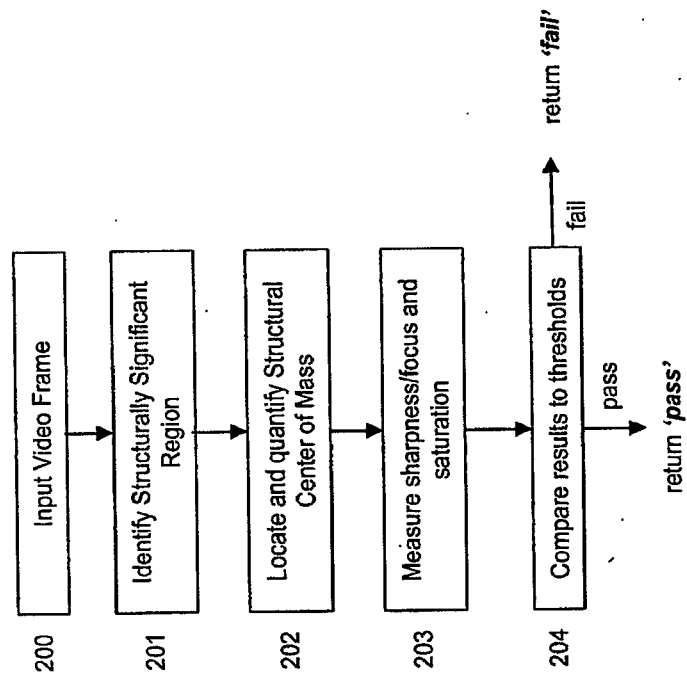 200
Input Video Frame
201
Identify Structurally Significant
Region
202
Locate and quantify Structural
Center of Mass
203
Measure sharpness/focus and
saturation
204
Compare results to thresholds
fail
return 'fail'
pass
return 'pass'